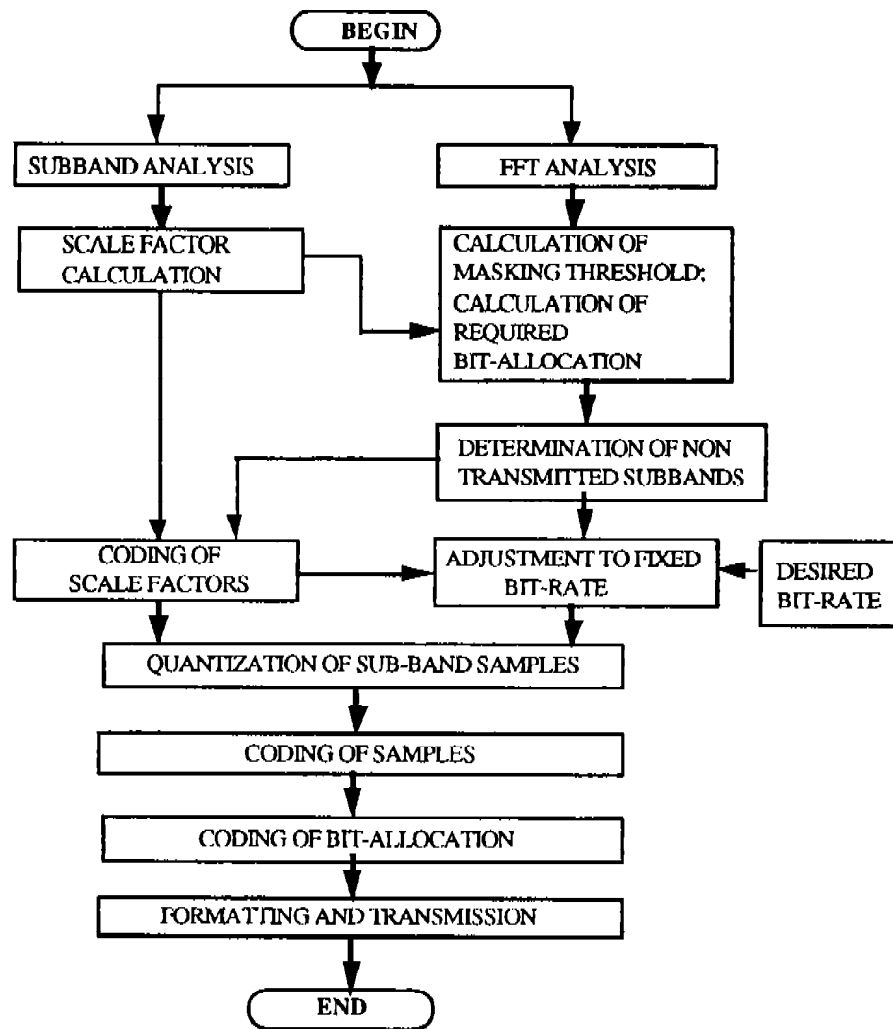 BEGIN
SUBBAND ANALYSIS
FFT ANALYSIS
SCALE FACTOR
CALCULATION
CALCULATION OF
MASKING THRESHOLD;
CALCULATION OF
REQUIRED
BIT-ALLOCATION
DETERMINATION OF NON
TRANSMITTED SUBBANDS
CODING OF
SCALE FACTORS
ADJUSTMENT TO FIXED
BIT-RATE
DESIRED
BIT-RATE
QUANTIZATION OF SUB-BAND SAMPLES
CODING OF SAMPLES
CODING OF BIT-ALLOCATION
FORMATTING AND TRANSMISSION
END